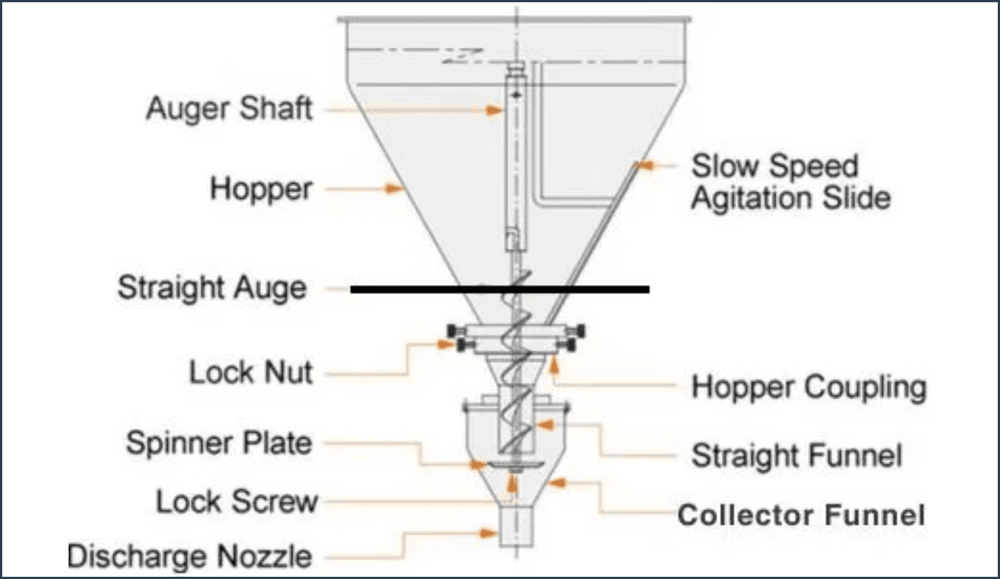 Auger Shaft
Hopper
Straight Auge
Lock Nut
Spinner Plate
Lock Screw
Discharge Nozzle
Slow Speed
Agitation Slide
Hopper Coupling
Straight Funnel
Collector Funnel